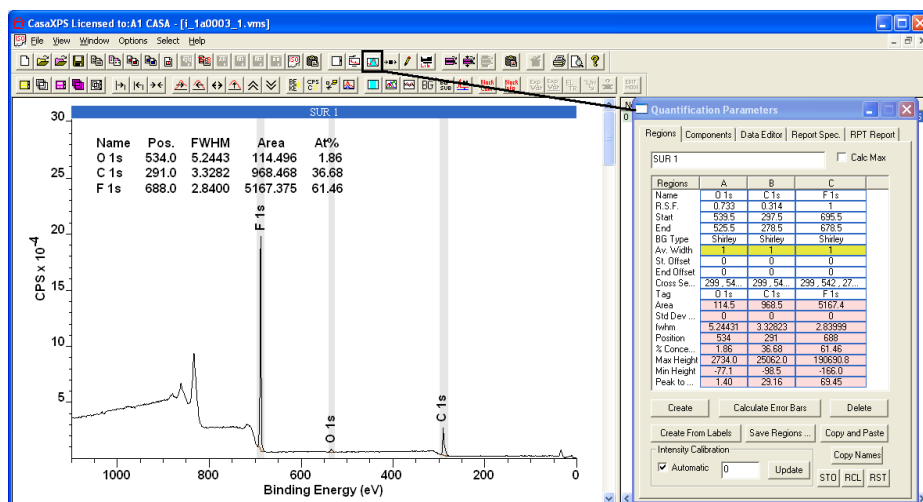 CasaXPS Licensed to:A1 CASA - [i_1a0003_1.vms]
File View Window Options Select Help
SUR 1
Name Pos. FWHM Area At%
O 1s 534.0 5.2443 114.496 1.86
C 1s 291.0 3.3282 968.468 36.68
F 1s 688.0 2.8400 5167.375 61.46
30
25
20
15
10
5
CPS x 10⁻⁴
F 1s
O 1s
C 1s
1000 800 600 400 200 0
Binding Energy (eV)
Quantification Parameters
Regions Components Data Editor Report Spec. RPT Report
SUR 1 Calc Max
Regions A B C
Name O 1s C 1s F 1s
R.S.F. 0.733 0.314 1
Start 539.5 297.5 695.5
End 525.5 278.5 678.5
BG Type Shirley Shirley Shirley
Av. Width 1 1 1
St. Offset 0 0 0
End Offset 0 0 0
Cross Se... 299 , 54... 299 , 54... 299 , 542 , 27...
Tag O 1s C 1s F 1s
Area 114.5 968.5 5167.4
Std Dev ... 0 0 0
fwhm 5.24431 3.32823 2.83999
Position 534 291 688
% Conce... 1.86 36.68 61.46
Max Height 2734.0 25062.0 190690.8
Min Height -77.1 -98.5 -166.0
Peak to ... 1.40 29.16 69.45
Create Calculate Error Bars Delete
Create From Labels Save Regions ... Copy and Paste
Intensity Calibration
Copy Names
Automatic 0 Update
STO RCL RST